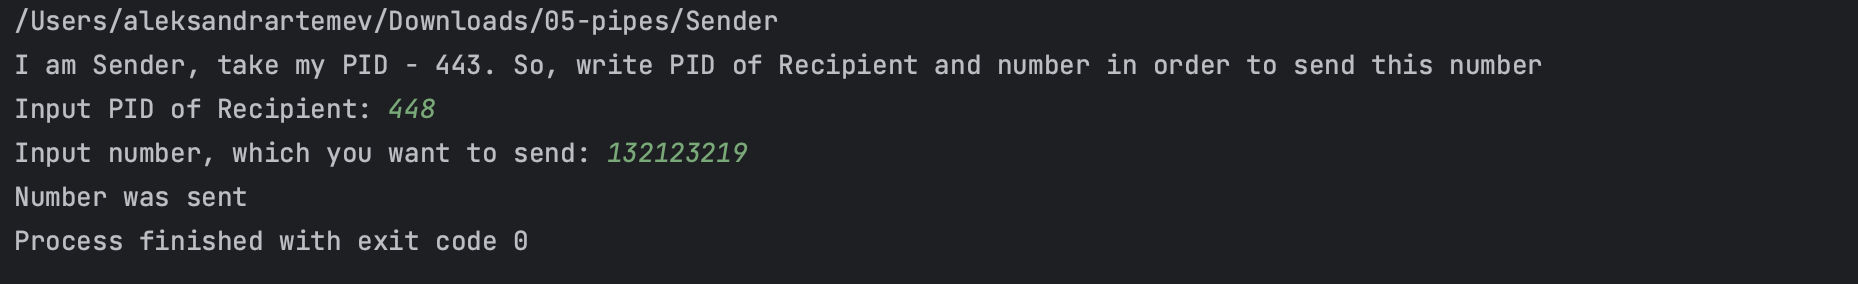 /Users/aleksandrartemev/Downloads/05-pipes/Sender
I am Sender, take my PID - 443. So, write PID of Recipient and number in order to send this number
Input PID of Recipient: 448
Input number, which you want to send: 132123219
Number was sent
Process finished with exit code 0